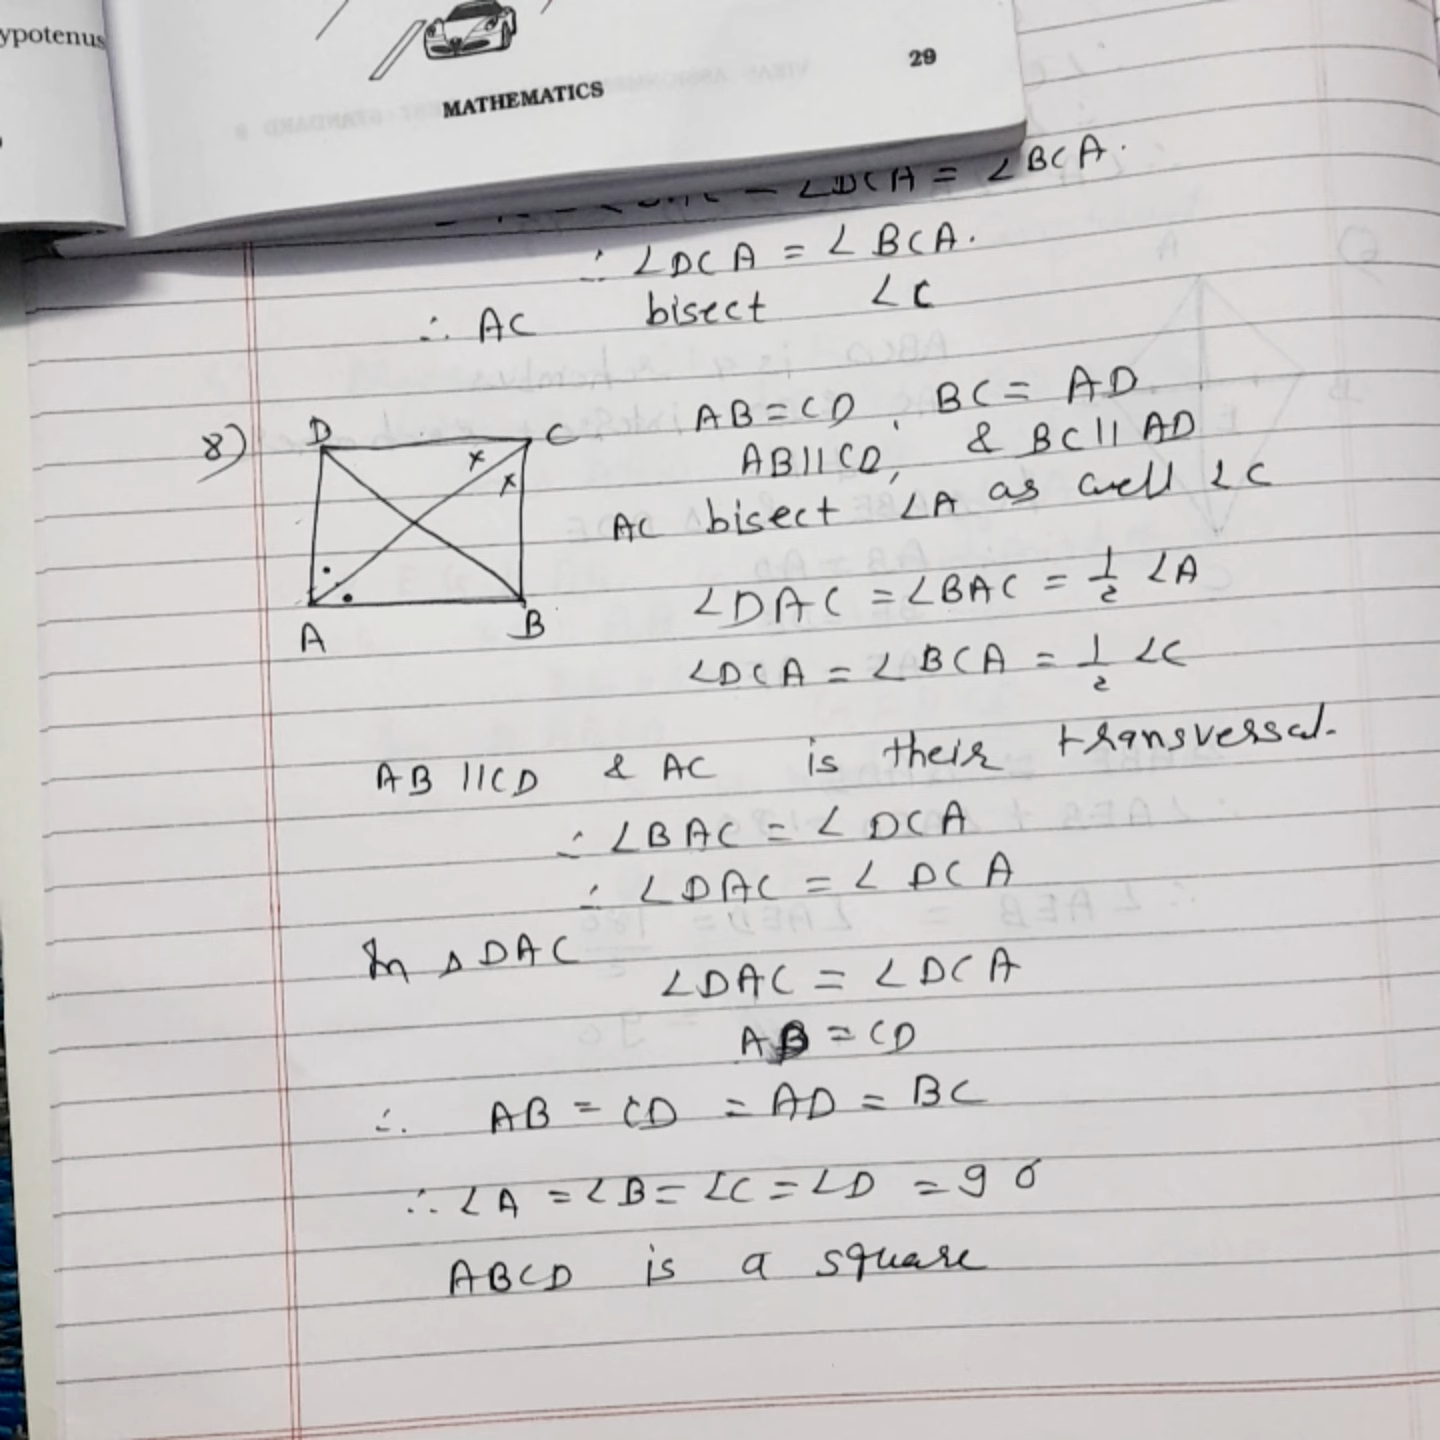 ypotenus
29
MATHEMATICS
∠DCA = ∠BCA.
∴ ∠DCA = ∠BCA.
∴ AC bisect ∠C
8) D C A B
AB = CD, BC = AD
AB || CD, & BC || AD
AC bisect ∠A as well ∠C
∠DAC = ∠BAC = 1/2 ∠A
∠DCA = ∠BCA = 1/2 ∠C
AB || CD & AC is their transversal.
∴ ∠BAC = ∠DCA
∴ ∠DAC = ∠DCA
In △DAC
∠DAC = ∠DCA
AB = CD
∴ AB = CD = AD = BC
∴ ∠A = ∠B = ∠C = ∠D = 90
ABCD is a square